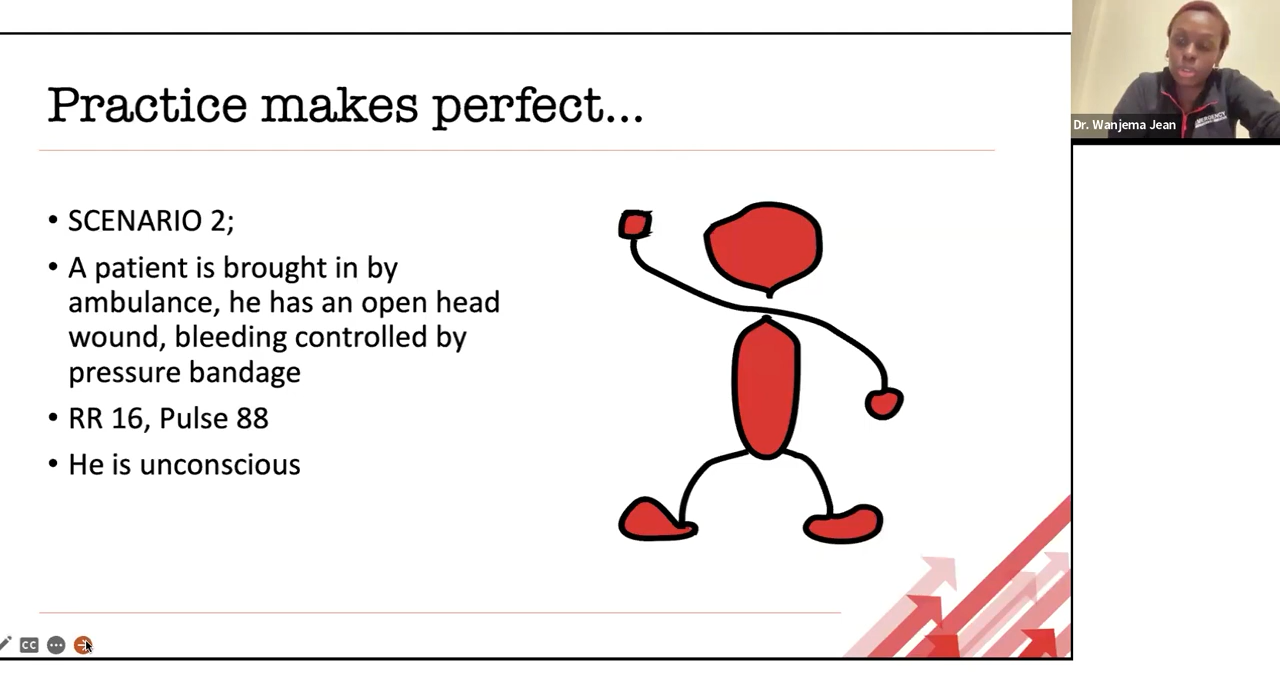 Practice makes perfect...
• SCENARIO 2;
• A patient is brought in by
ambulance, he has an open head
wound, bleeding controlled by
pressure bandage
• RR 16, Pulse 88
• He is unconscious
CC
Dr. Wanjema Jean
EMERGENCY